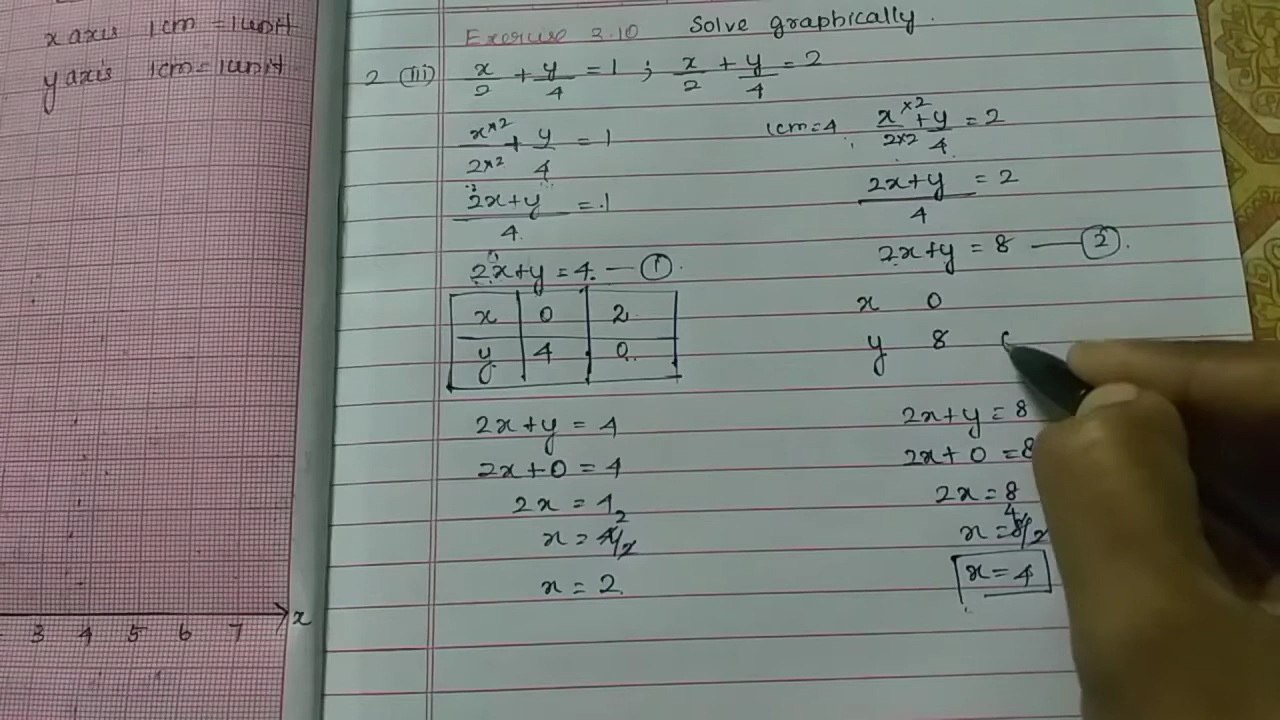 x axis 1cm = 1unit
y axis 1cm = 1unit
3 4 5 6 7 x
Exercise 3.10 Solve graphically.
2 (iii) x/2 + y/4 = 1 ; x/2 + y/4 = 2
x×2/2×2 + y/4 = 1
2x+y/4 = 1
2x+y = 4 — ①
x 0 2
y 4 0
2x+y = 4
2x+0 = 4
2x = 4
x = 4/2 2
x = 2
lcm=4 x×2/2×2 + y/4 = 2
2x+y/4 = 2
2x+y = 8 — ②
x 0
y 8
2x+y = 8
2x+0 = 8
2x = 8
x = 8/2 4
x = 4